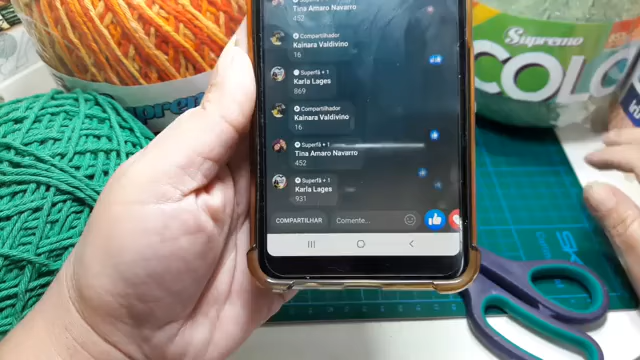 Tina Amaro Navarro
452
Compartilhador
Kainara Valdivino
16
Superfã + 1
Karla Lages
869
Compartilhador
Kainara Valdivino
16
Superfã + 1
Tina Amaro Navarro
452
Superfã + 1
Karla Lages
931
COMPARTILHAR
Comente...
Supremo
COLO
Supremo